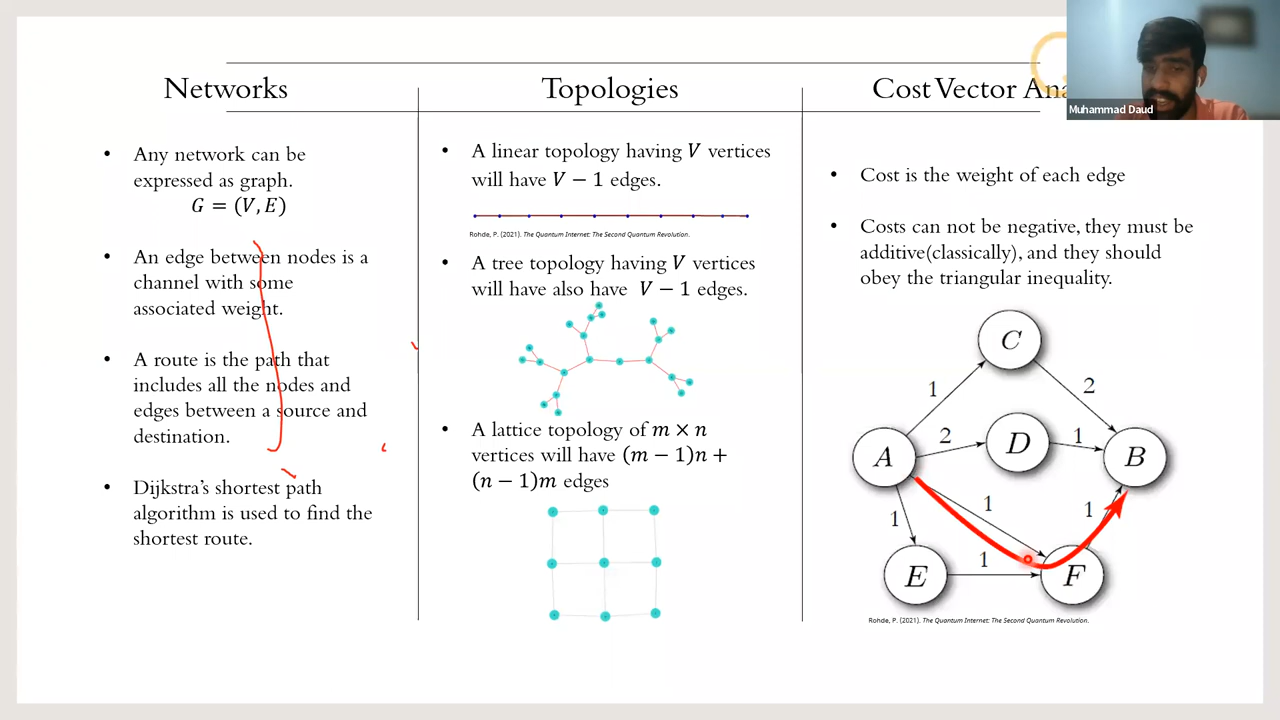 Networks
Any network can be
expressed as graph.
G = (V, E)
An edge between nodes is a
channel with some
associated weight.
A route is the path that
includes all the nodes and
edges between a source and
destination.
Dijkstra's shortest path
algorithm is used to find the
shortest route.
Topologies
A linear topology having V vertices
will have V − 1 edges.
Rohde, P. (2021). The Quantum Internet: The Second Quantum Revolution.
A tree topology having V vertices
will have also have V − 1 edges.
A lattice topology of m × n
vertices will have (m − 1)n +
(n − 1)m edges
Cost Vector
Muhammad Daud
Cost is the weight of each edge
Costs can not be negative, they must be
additive(classically), and they should
obey the triangular inequality.
C
1
2
A
2
D
1
B
1
1
1
E
1
F
Rohde, P. (2021). The Quantum Internet: The Second Quantum Revolution.